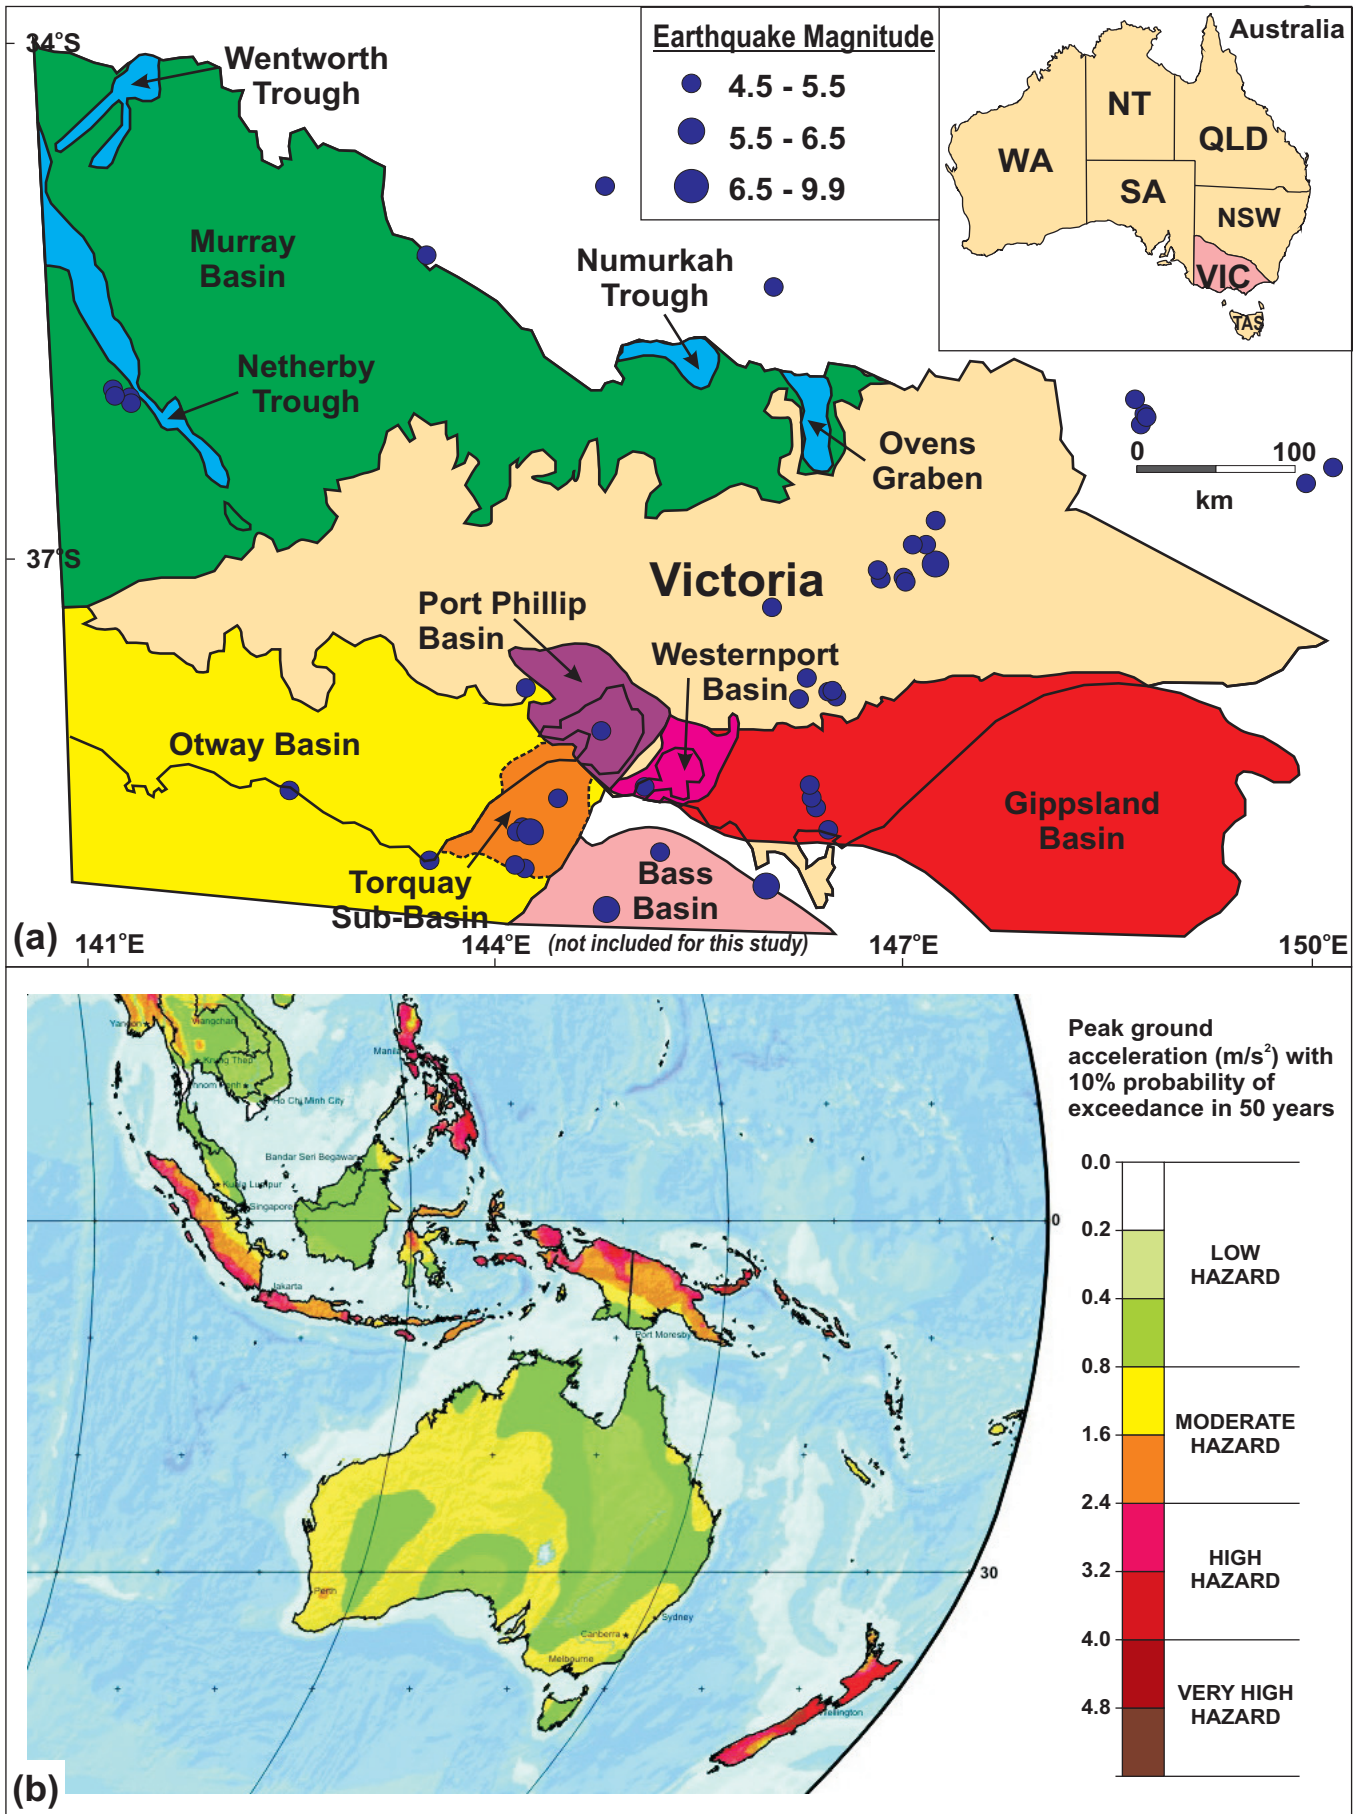 34°S
Wentworth
Trough
Earthquake Magnitude
4.5 - 5.5
5.5 - 6.5
6.5 - 9.9
Australia
NT
QLD
WA
SA
NSW
VIC
TAS
Murray
Basin
Numurkah
Trough
Netherby
Trough
Ovens
Graben
0
100
km
37°S
Victoria
Port Phillip
Basin
Westernport
Basin
Otway Basin
Gippsland
Basin
Torquay
Sub-Basin
Bass
Basin
(not included for this study)
(a)
141°E
144°E
147°E
150°E
Yangon
Viangchan
Krung Thep
Phnom Penh
Ho Chi Minh City
Manila
Bandar Seri Begawan
Kuala Lumpur
Singapore
Jakarta
Port Moresby
0
30
Perth
Sydney
Canberra
Melbourne
Wellington
(b)
Peak ground
acceleration (m/s²) with
10% probability of
exceedance in 50 years
0.0
0.2
LOW
HAZARD
0.4
0.8
MODERATE
HAZARD
1.6
2.4
HIGH
HAZARD
3.2
4.0
VERY HIGH
HAZARD
4.8